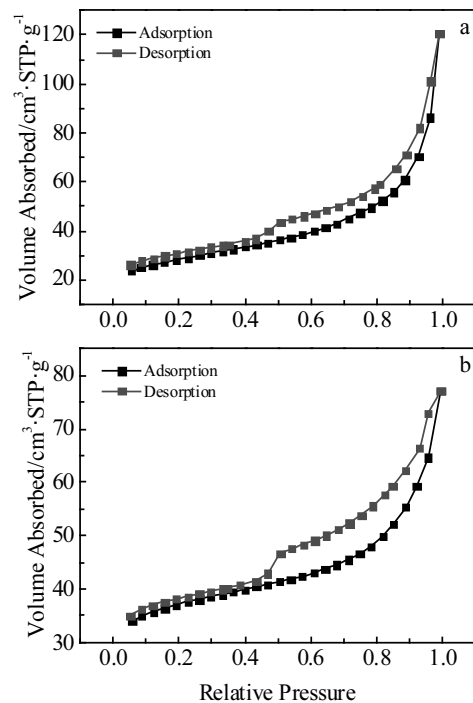 a
Adsorption
Desorption
120
100
80
60
40
20
Volume Absorbed/cm³·STP·g⁻¹
0.0 0.2 0.4 0.6 0.8 1.0
b
Adsorption
Desorption
80
70
60
50
40
30
Volume Absorbed/cm³·STP·g⁻¹
0.0 0.2 0.4 0.6 0.8 1.0
Relative Pressure